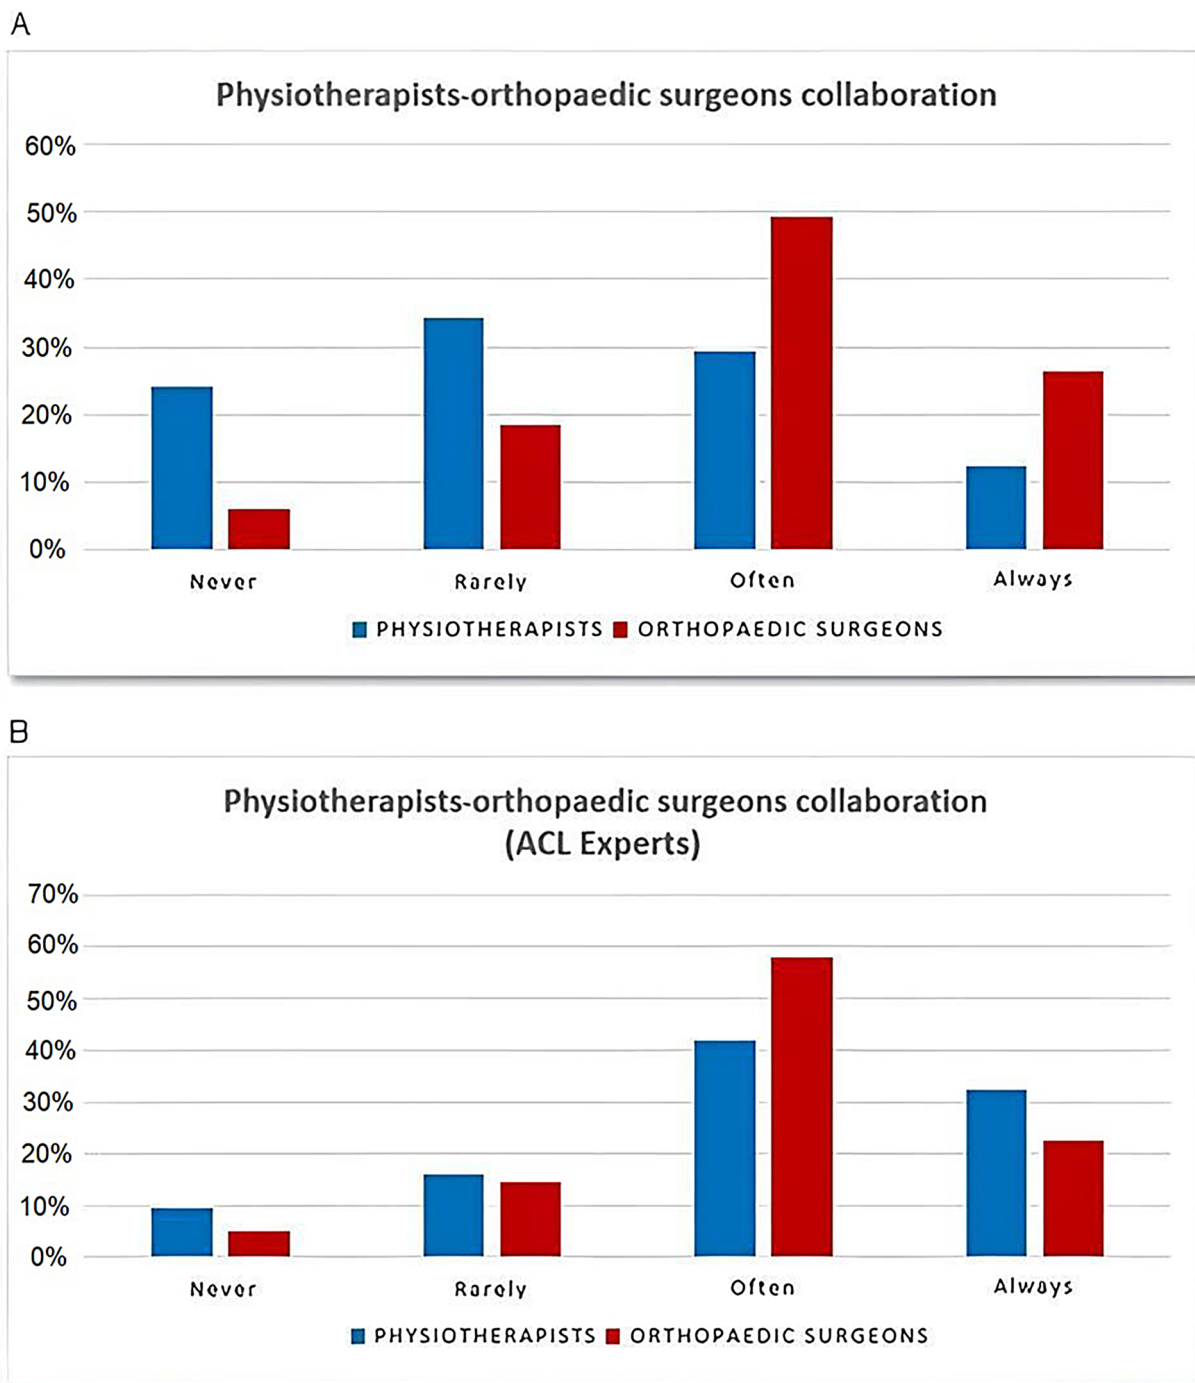 A
Physiotherapists-orthopaedic surgeons collaboration
60%
50%
40%
30%
20%
10%
0%
Never Rarely Often Always
PHYSIOTHERAPISTS ORTHOPAEDIC SURGEONS
B
Physiotherapists-orthopaedic surgeons collaboration
(ACL Experts)
70%
60%
50%
40%
30%
20%
10%
0%
Never Rarely Often Always
PHYSIOTHERAPISTS ORTHOPAEDIC SURGEONS